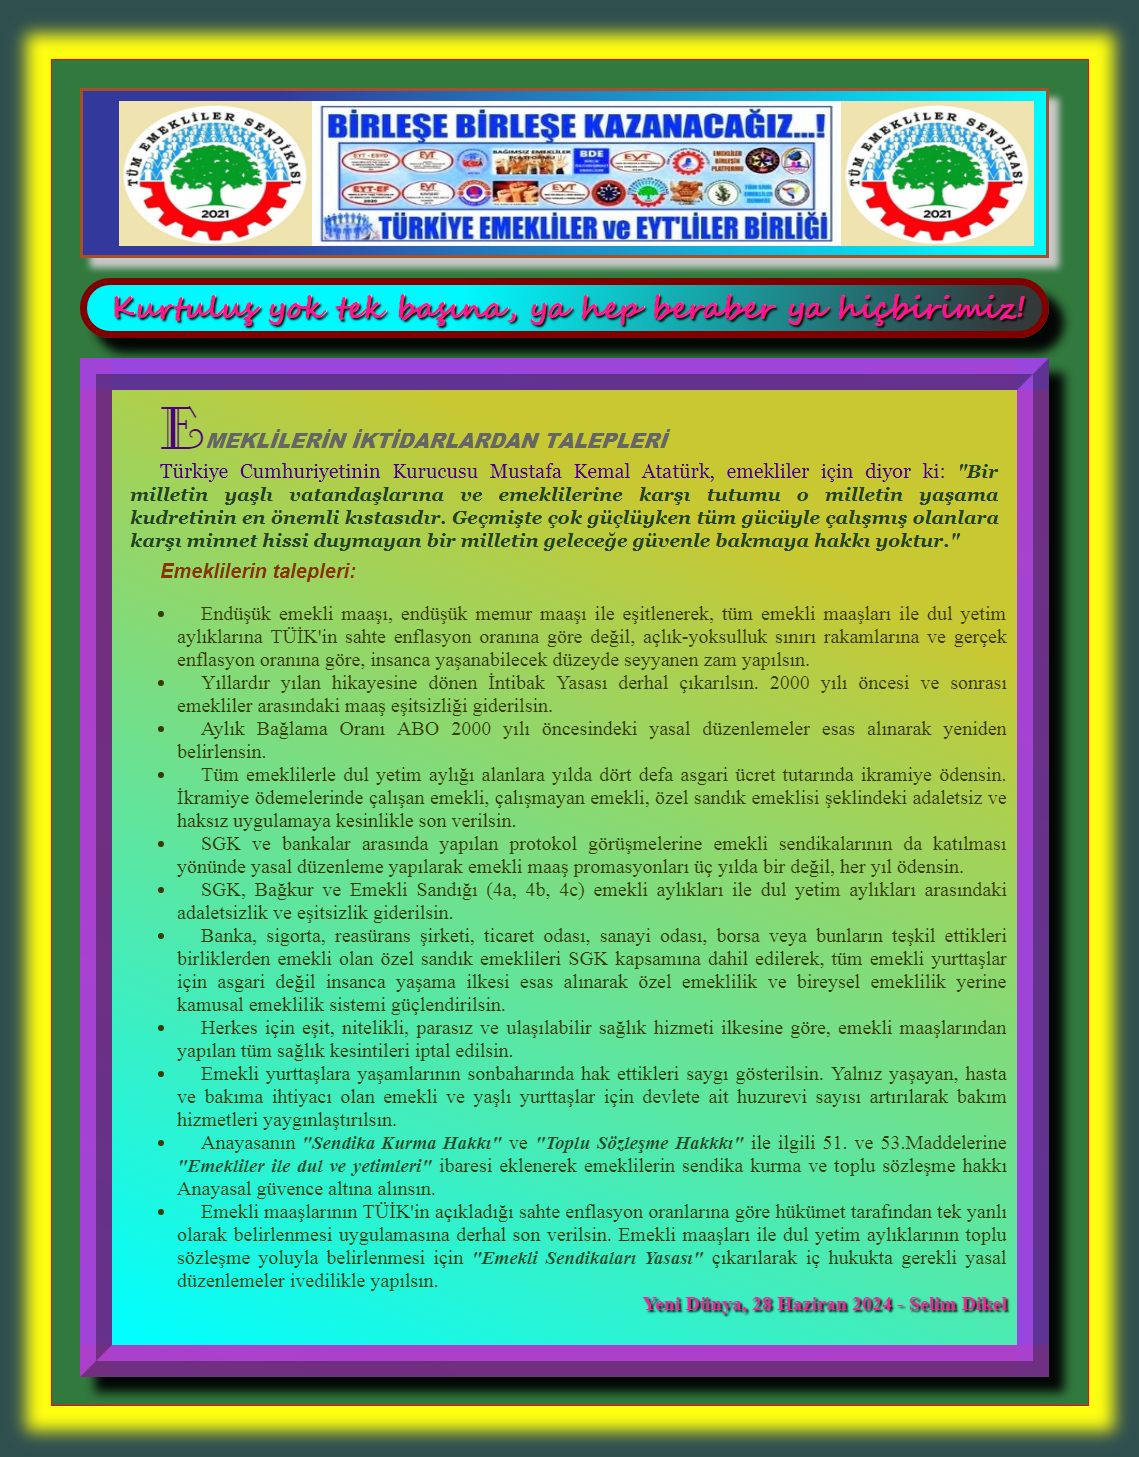 TÜM EMEKLİLER SENDİKASI
2021
BİRLEŞE BİRLEŞE KAZANACAĞIZ...!
EYT
BAĞIMSIZ EMEKLİLER
PLATFORMU
BDE
EYT
EMEKLİLER
BİRLEŞİN
PLATFORMU
EYT-EF
EYT
EYT
TÜRKİYE EMEKLİLER ve EYT'LİLER BİRLİĞİ
TÜM EMEKLİLER SENDİKASI
2021
Kurtuluş yok tek başına, ya hep beraber ya hiçbirimiz!
EMEKLİLERİN İKTİDARLARDAN TALEPLERİ
Türkiye Cumhuriyetinin Kurucusu Mustafa Kemal Atatürk, emekliler için diyor ki: "Bir
milletin yaşlı vatandaşlarına ve emeklilerine karşı tutumu o milletin yaşama
kudretinin en önemli kıstasıdır. Geçmişte çok güçlüyken tüm gücüyle çalışmış olanlara
karşı minnet hissi duymayan bir milletin geleceğe güvenle bakmaya hakkı yoktur."
Emeklilerin talepleri:
• Endüşük emekli maaşı, endüşük memur maaşı ile eşitlenerek, tüm emekli maaşları ile dul yetim
aylıklarına TÜİK'in sahte enflasyon oranına göre değil, açlık-yoksulluk sınırı rakamlarına ve gerçek
enflasyon oranına göre, insanca yaşanabilecek düzeyde seyyanen zam yapılsın.
• Yıllardır yılan hikayesine dönen İntibak Yasası derhal çıkarılsın. 2000 yılı öncesi ve sonrası
emekliler arasındaki maaş eşitsizliği giderilsin.
• Aylık Bağlama Oranı ABO 2000 yılı öncesindeki yasal düzenlemeler esas alınarak yeniden
belirlensin.
• Tüm emeklilerle dul yetim aylığı alanlara yılda dört defa asgari ücret tutarında ikramiye ödensin.
İkramiye ödemelerinde çalışan emekli, çalışmayan emekli, özel sandık emeklisi şeklindeki adaletsiz ve
haksız uygulamaya kesinlikle son verilsin.
• SGK ve bankalar arasında yapılan protokol görüşmelerine emekli sendikalarının da katılması
yönünde yasal düzenleme yapılarak emekli maaş promasyonları üç yılda bir değil, her yıl ödensin.
• SGK, Bağkur ve Emekli Sandığı (4a, 4b, 4c) emekli aylıkları ile dul yetim aylıkları arasındaki
adaletsizlik ve eşitsizlik giderilsin.
• Banka, sigorta, reasürans şirketi, ticaret odası, sanayi odası, borsa veya bunların teşkil ettikleri
birliklerden emekli olan özel sandık emeklileri SGK kapsamına dahil edilerek, tüm emekli yurttaşlar
için asgari değil insanca yaşama ilkesi esas alınarak özel emeklilik ve bireysel emeklilik yerine
kamusal emeklilik sistemi güçlendirilsin.
• Herkes için eşit, nitelikli, parasız ve ulaşılabilir sağlık hizmeti ilkesine göre, emekli maaşlarından
yapılan tüm sağlık kesintileri iptal edilsin.
• Emekli yurttaşlara yaşamlarının sonbaharında hak ettikleri saygı gösterilsin. Yalnız yaşayan, hasta
ve bakıma ihtiyacı olan emekli ve yaşlı yurttaşlar için devlete ait huzurevi sayısı artırılarak bakım
hizmetleri yaygınlaştırılsın.
• Anayasanın "Sendika Kurma Hakkı" ve "Toplu Sözleşme Hakkkı" ile ilgili 51. ve 53.Maddelerine
"Emekliler ile dul ve yetimleri" ibaresi eklenerek emeklilerin sendika kurma ve toplu sözleşme hakkı
Anayasal güvence altına alınsın.
• Emekli maaşlarının TÜİK'in açıkladığı sahte enflasyon oranlarına göre hükümet tarafından tek yanlı
olarak belirlenmesi uygulamasına derhal son verilsin. Emekli maaşları ile dul yetim aylıklarının toplu
sözleşme yoluyla belirlenmesi için "Emekli Sendikaları Yasası" çıkarılarak iç hukukta gerekli yasal
düzenlemeler ivedilikle yapılsın.
Yeni Dünya, 28 Haziran 2024 - Selim Dikel